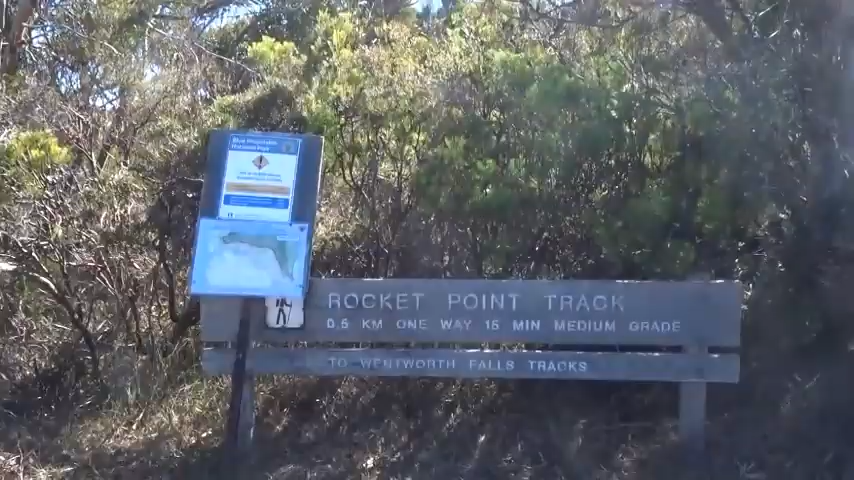 Blue Mountains
National Park
ROCKET POINT TRACK
0.5 KM ONE WAY 15 MIN MEDIUM GRADE
TO WENTWORTH FALLS TRACKS